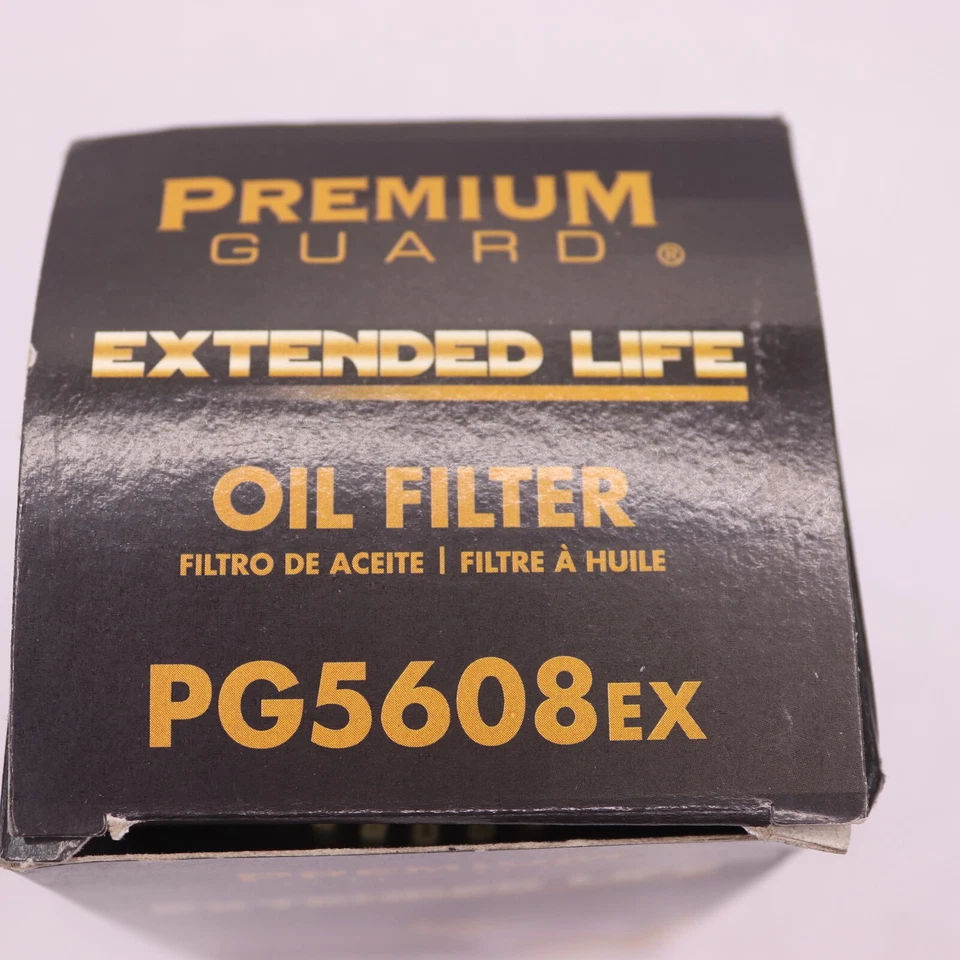 PREMIUM
GUARD ®
EXTENDED LIFE
OIL FILTER
FILTRO DE ACEITE | FILTRE À HUILE
PG5608EX